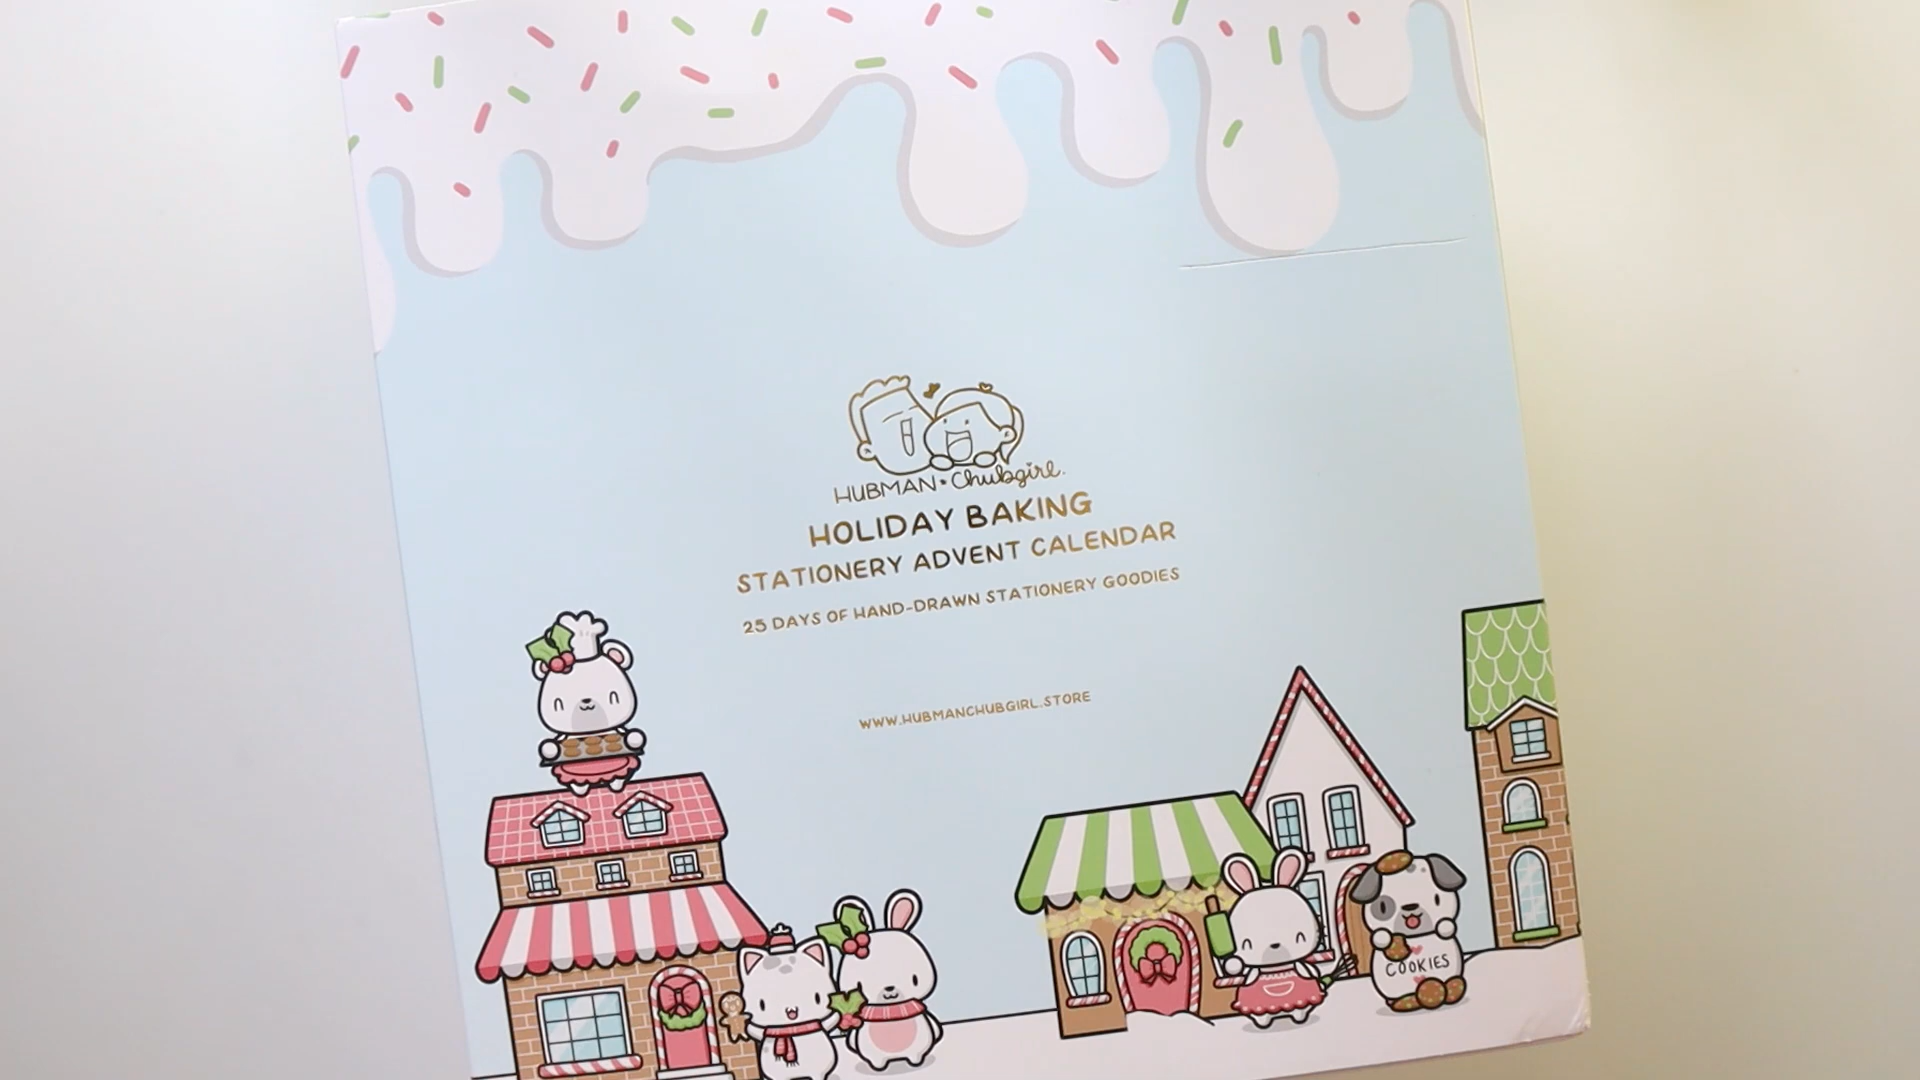 HUBMAN • Chubgirl.
HOLIDAY BAKING
STATIONERY ADVENT CALENDAR
25 DAYS OF HAND-DRAWN STATIONERY GOODIES
WWW.HUBMANCHUBGIRL.STORE
COOKIES